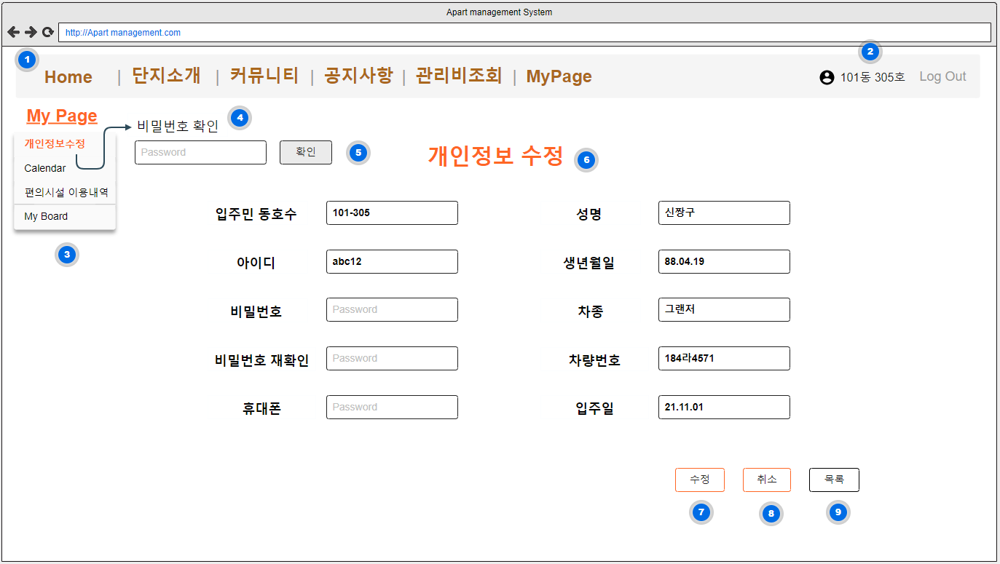 Apart management System
http://Apart management.com
1
2
Home | 단지소개 | 커뮤니티 | 공지사항 | 관리비조회 | MyPage
101동 305호 Log Out
My Page
개인정보수정
Calendar
편의시설 이용내역
My Board
3
비밀번호 확인
4
Password
확인
5
개인정보 수정
6
입주민 동호수 101-305 성명 신짱구
아이디 abc12 생년월일 88.04.19
비밀번호 Password 차종 그랜저
비밀번호 재확인 Password 차량번호 184라4571
휴대폰 Password 입주일 21.11.01
수정 취소 목록
7 8 9